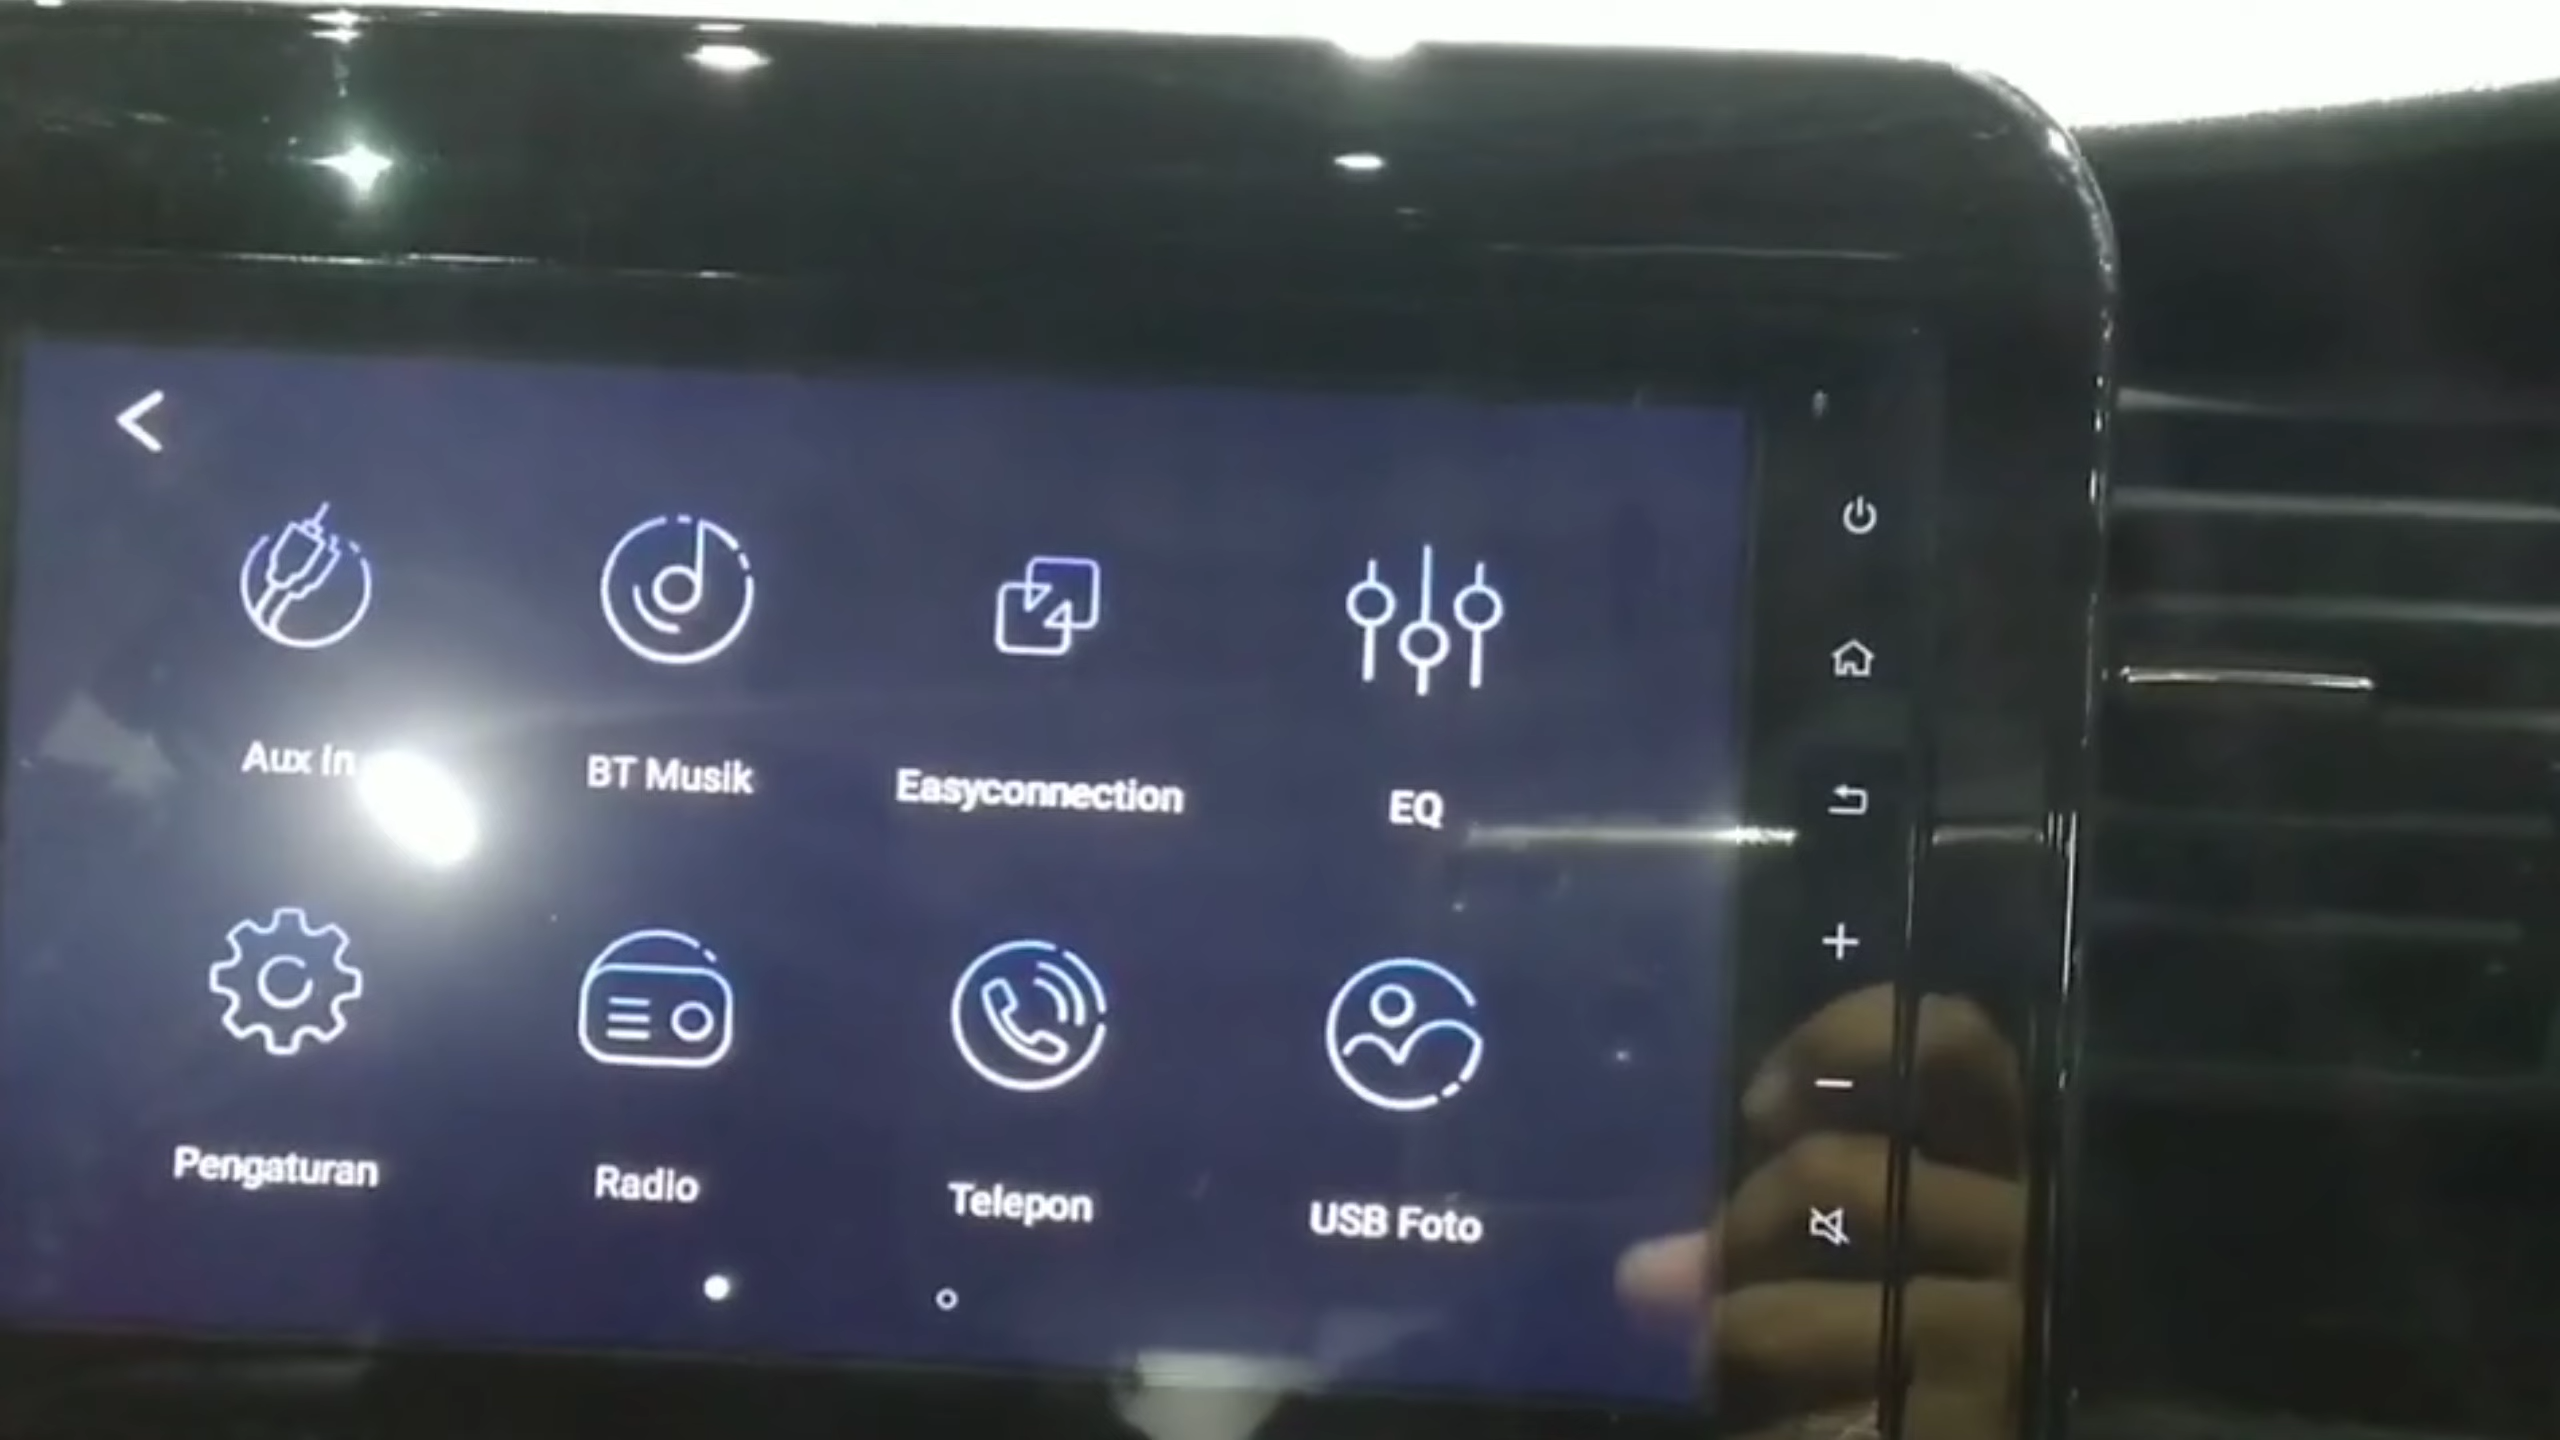 Aux In
BT Musik
Easyconnection
EQ
Pengaturan
Radio
Telepon
USB Foto